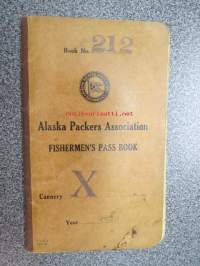 Book No. 212
Alaska Packers Association
FISHERMEN'S PASS BOOK
Cannery X
Year